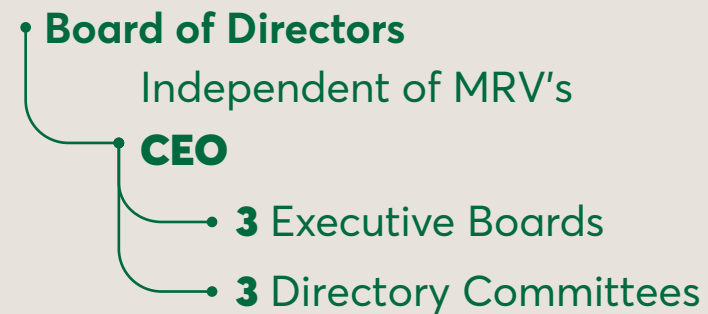 Board of Directors
Independent of MRV's
CEO
3 Executive Boards
3 Directory Committees